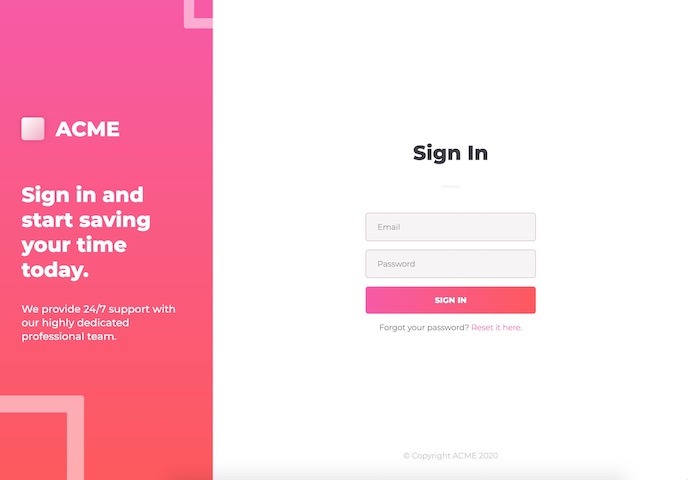 ACME
Sign in and
start saving
your time
today.
We provide 24/7 support with
our highly dedicated
professional team.
Sign In
Email
Password
SIGN IN
Forgot your password? Reset it here.
© Copyright ACME 2020